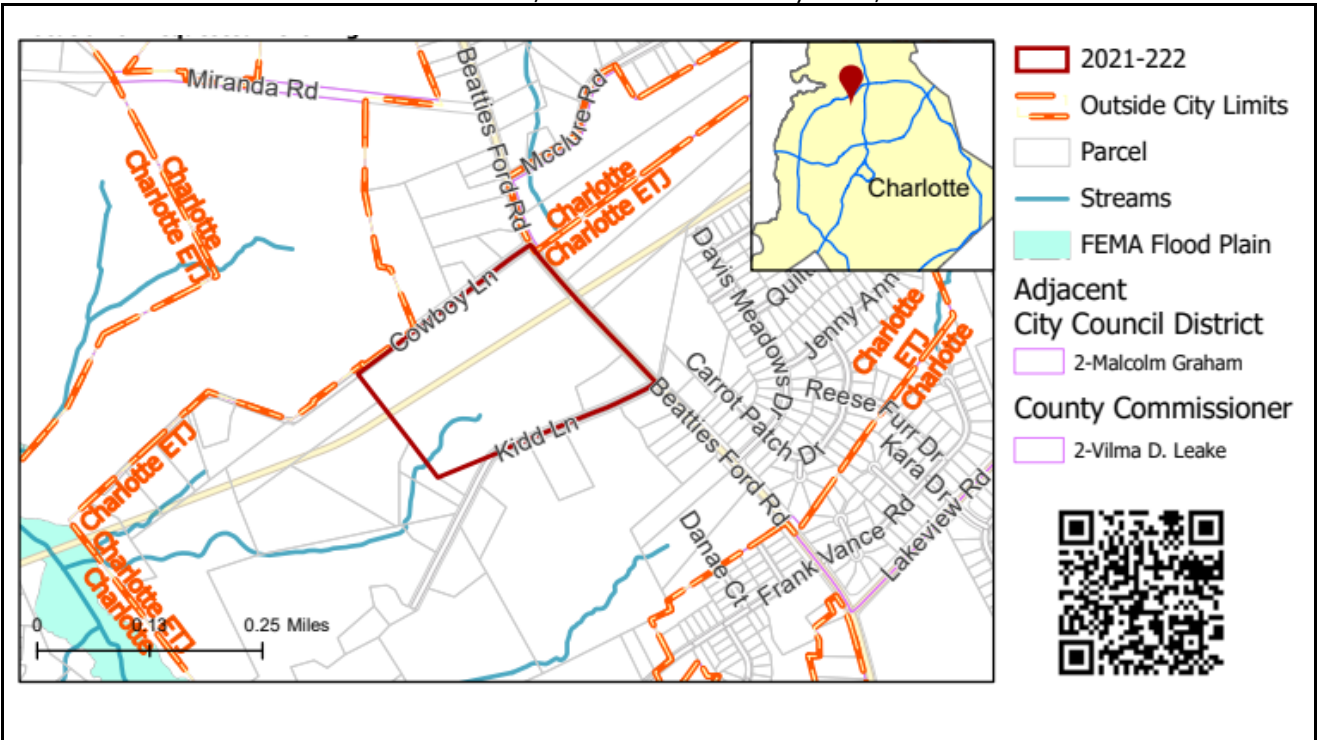 Miranda Rd
Beatties Ford Rd
Mcclure Rd
Charlotte
Charlotte ETJ
Charlotte
Charlotte ETJ
Charlotte
Cowboy Ln
Davis Meadows Dr
Jenny Ann
Charlotte
ETJ
Charlotte
Carrot Patch Dr
Reese Furr Dr
Kara Dr
Beatties Ford Rd
Kidd Ln
Lakeview Rd
Frank Vance Rd
Danae Ct
Charlotte ETJ
Charlotte ETJ
Charlotte
0 0.13 0.25 Miles
2021-222
Outside City Limits
Parcel
Streams
FEMA Flood Plain
Adjacent
City Council District
2-Malcolm Graham
County Commissioner
2-Vilma D. Leake